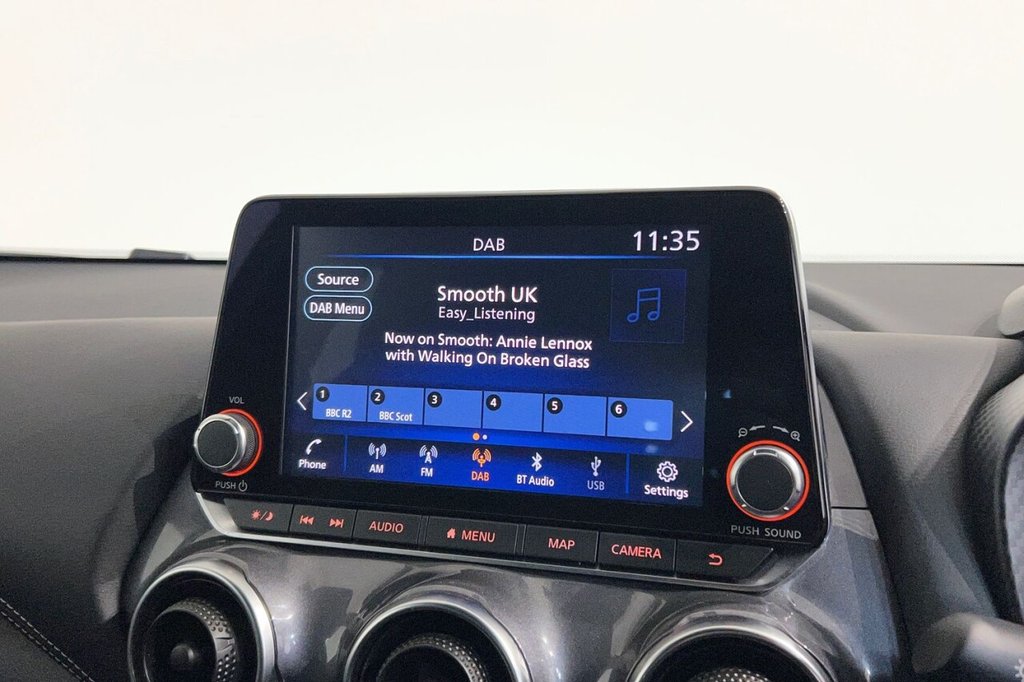 DAB
11:35
Source
DAB Menu
Smooth UK
Easy_Listening
Now on Smooth: Annie Lennox
with Walking On Broken Glass
1
BBC R2
2
BBC Scot
3
4
5
6
Phone
AM
FM
DAB
BT Audio
USB
Settings
VOL
PUSH
PUSH SOUND
AUDIO
MENU
MAP
CAMERA